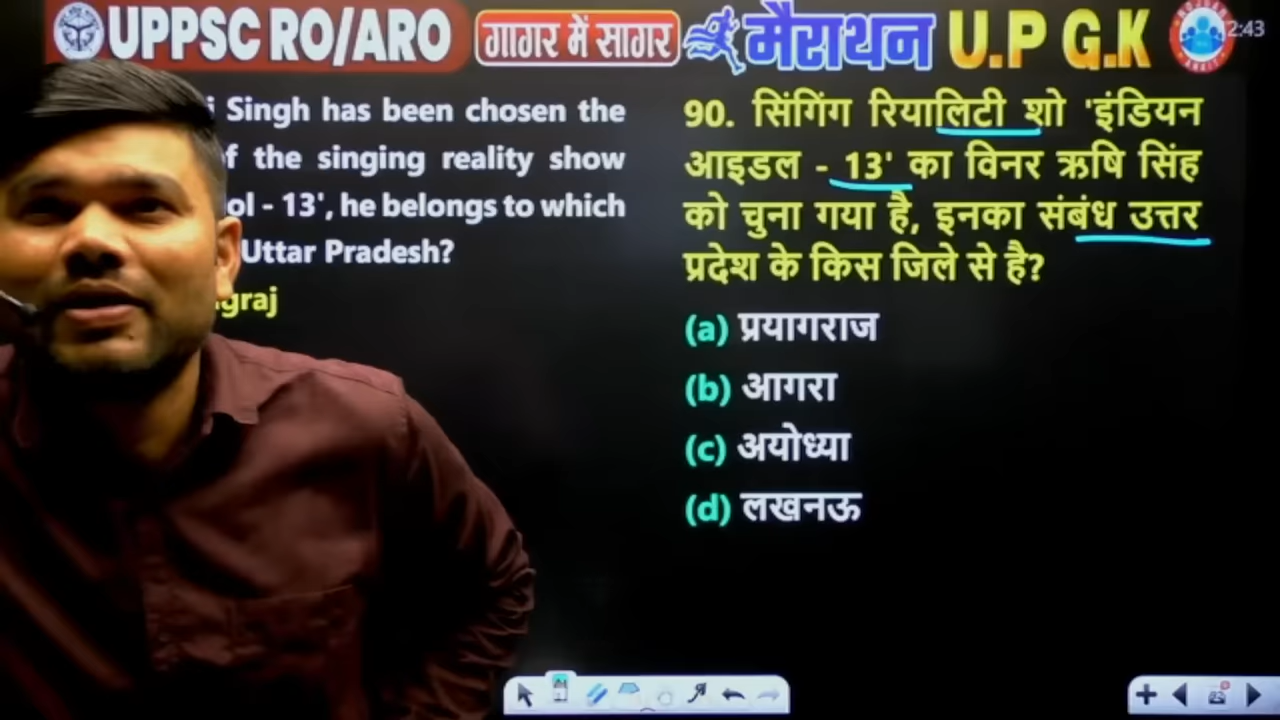 UPPSC RO/ARO गागर में सागर मैराथन U.P G.K 2:43
Singh has been chosen the
of the singing reality show
ol - 13', he belongs to which
Uttar Pradesh?
graj
90. सिंगिंग रियालिटी शो 'इंडियन
आइडल - 13' का विनर ऋषि सिंह
को चुना गया है, इनका संबंध उत्तर
प्रदेश के किस जिले से है?
(a) प्रयागराज
(b) आगरा
(c) अयोध्या
(d) लखनऊ